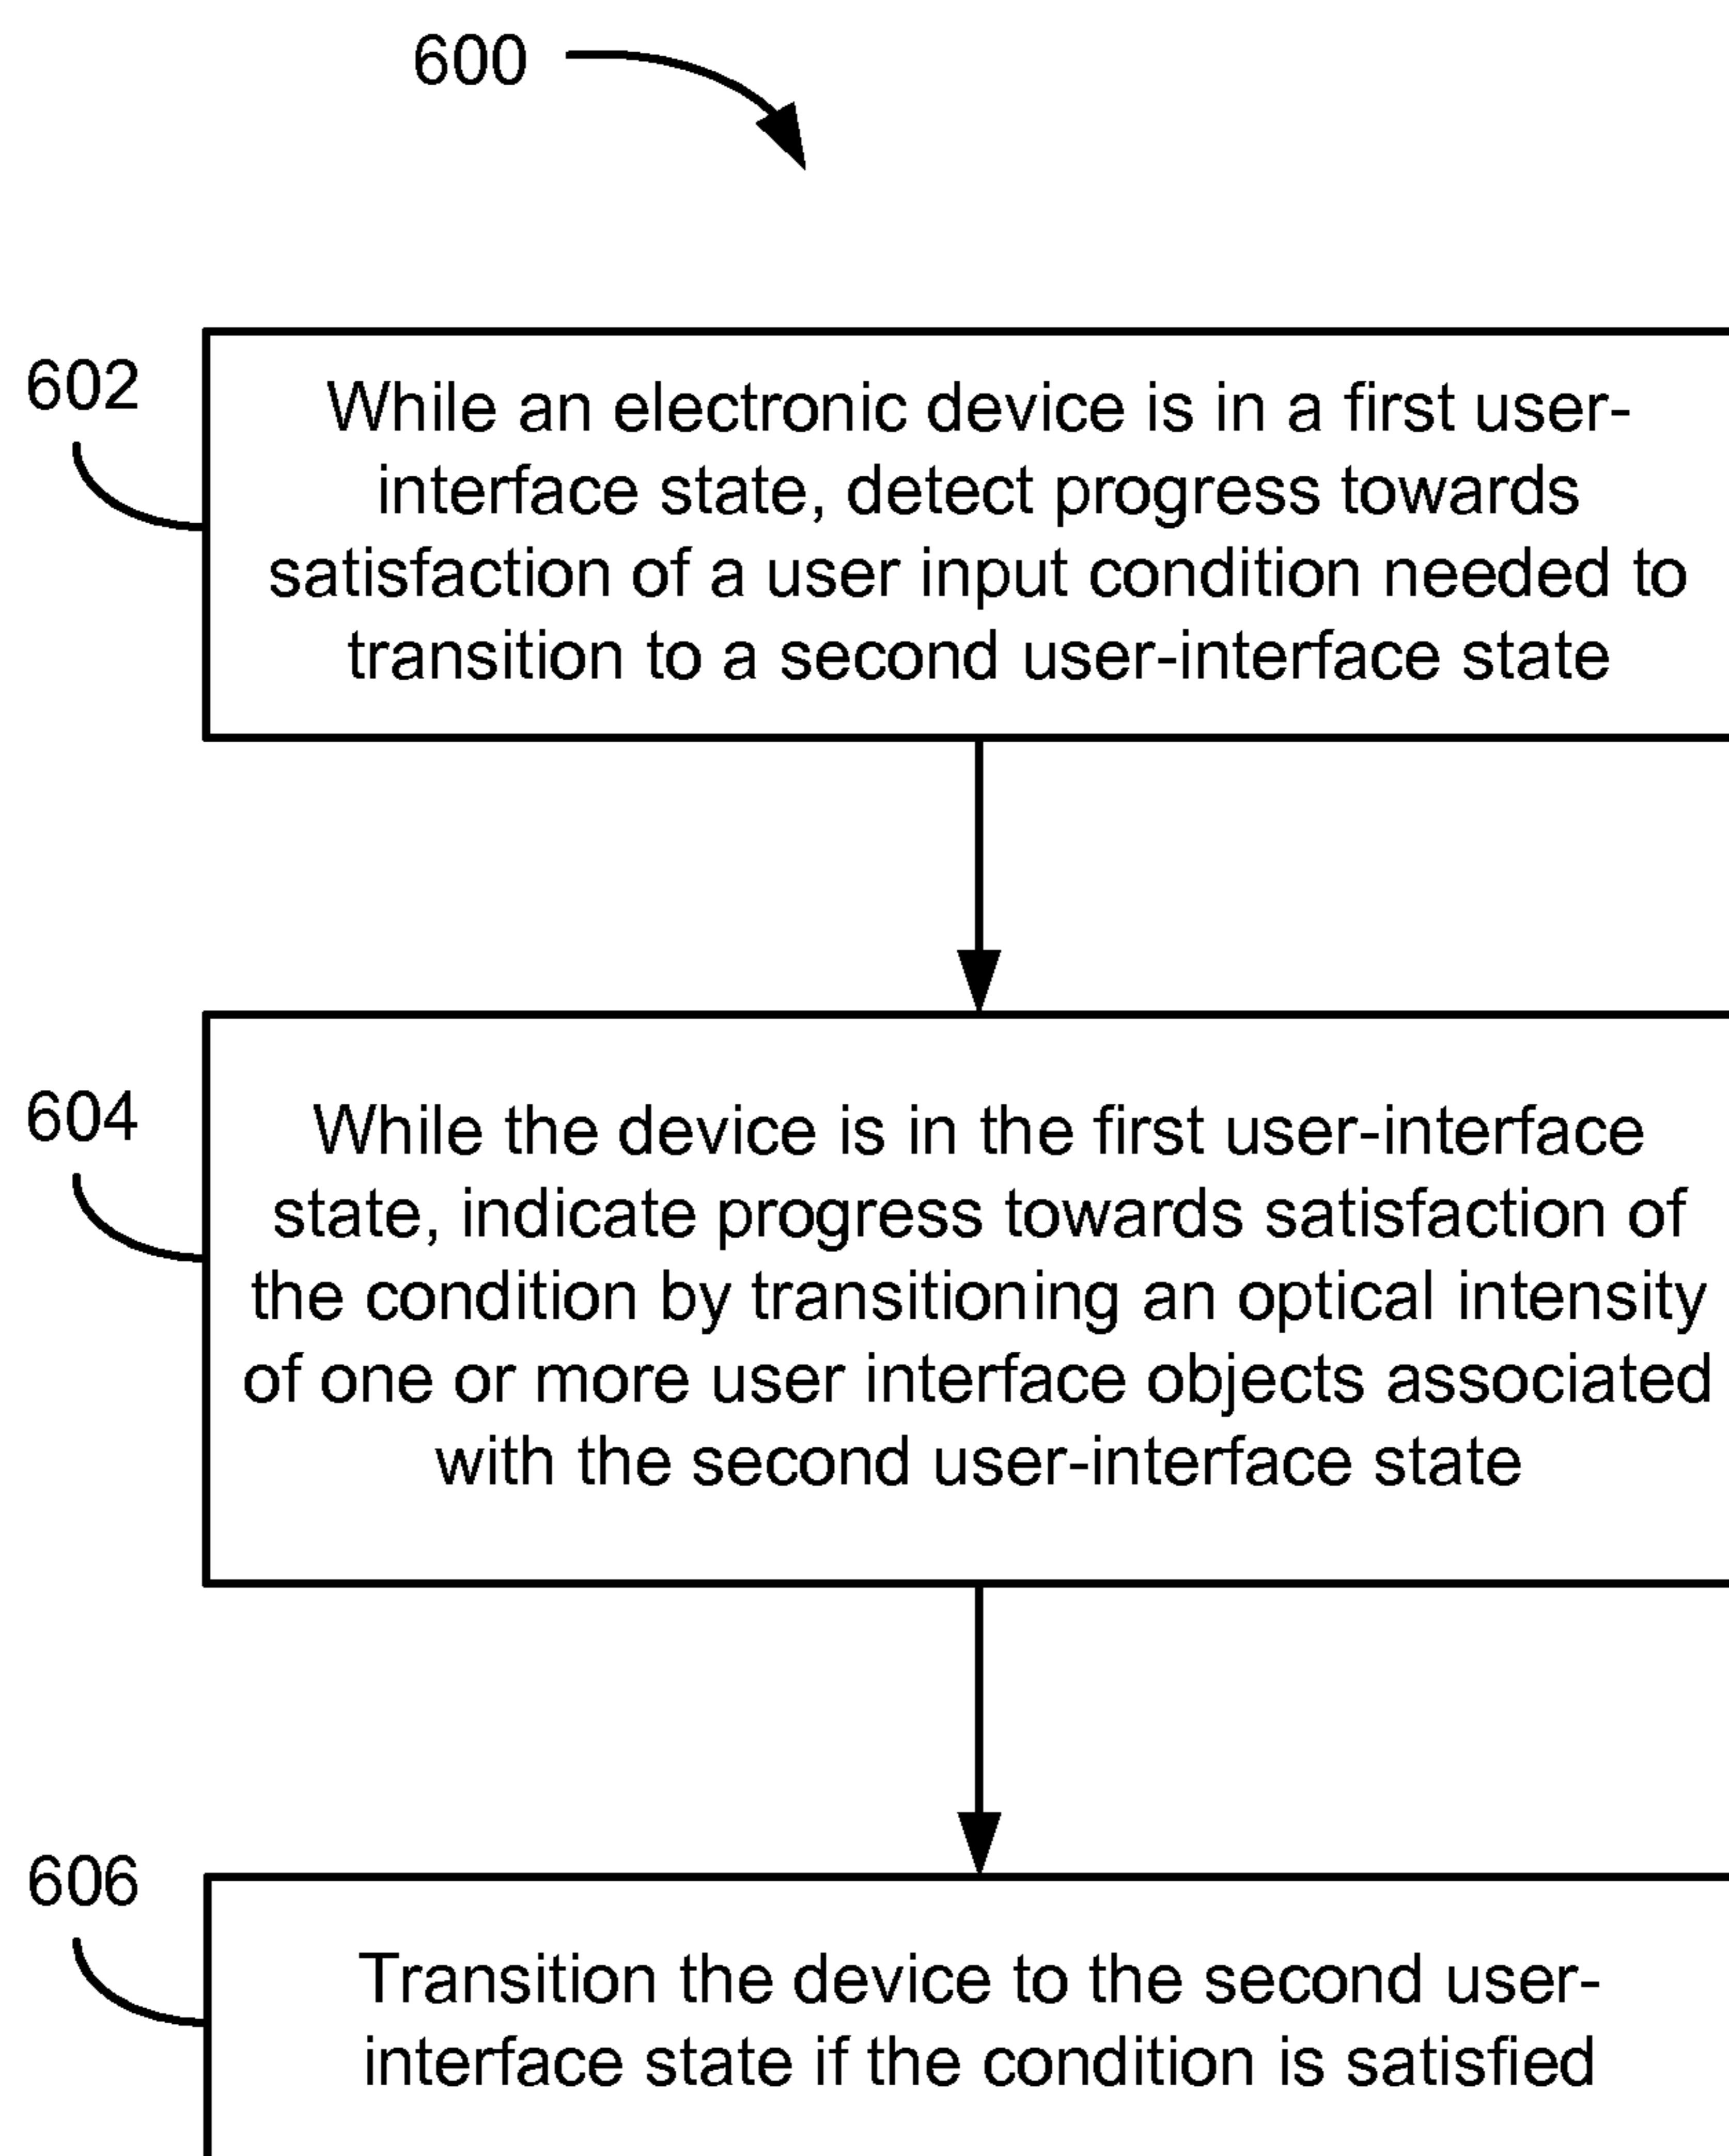 600
602
While an electronic device is in a first user-
interface state, detect progress towards
satisfaction of a user input condition needed to
transition to a second user-interface state
604
While the device is in the first user-interface
state, indicate progress towards satisfaction of
the condition by transitioning an optical intensity
of one or more user interface objects associated
with the second user-interface state
606
Transition the device to the second user-
interface state if the condition is satisfied